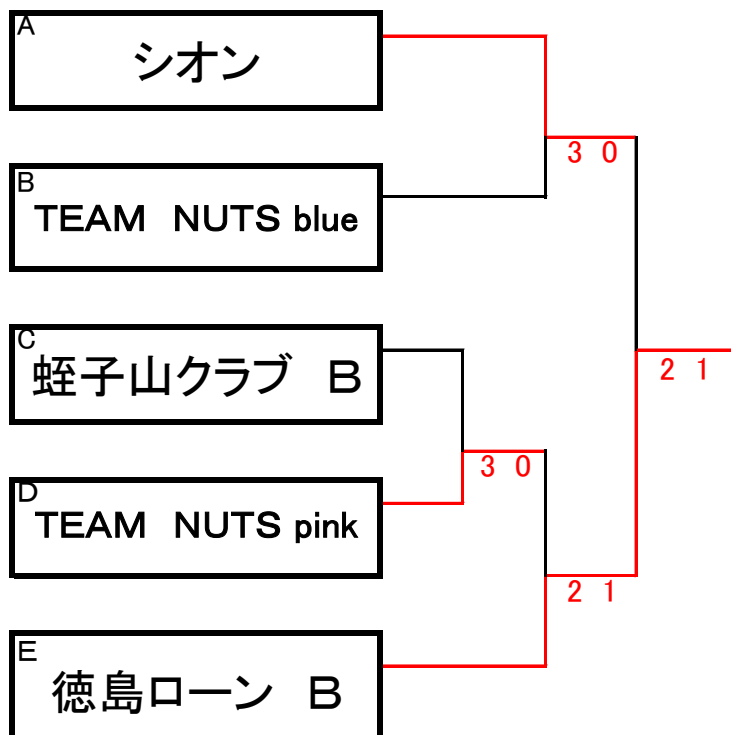 A
シオン
3 0
B
TEAM NUTS blue
C
蛭子山クラブ B
2 1
3 0
D
TEAM NUTS pink
2 1
E
徳島ローン B